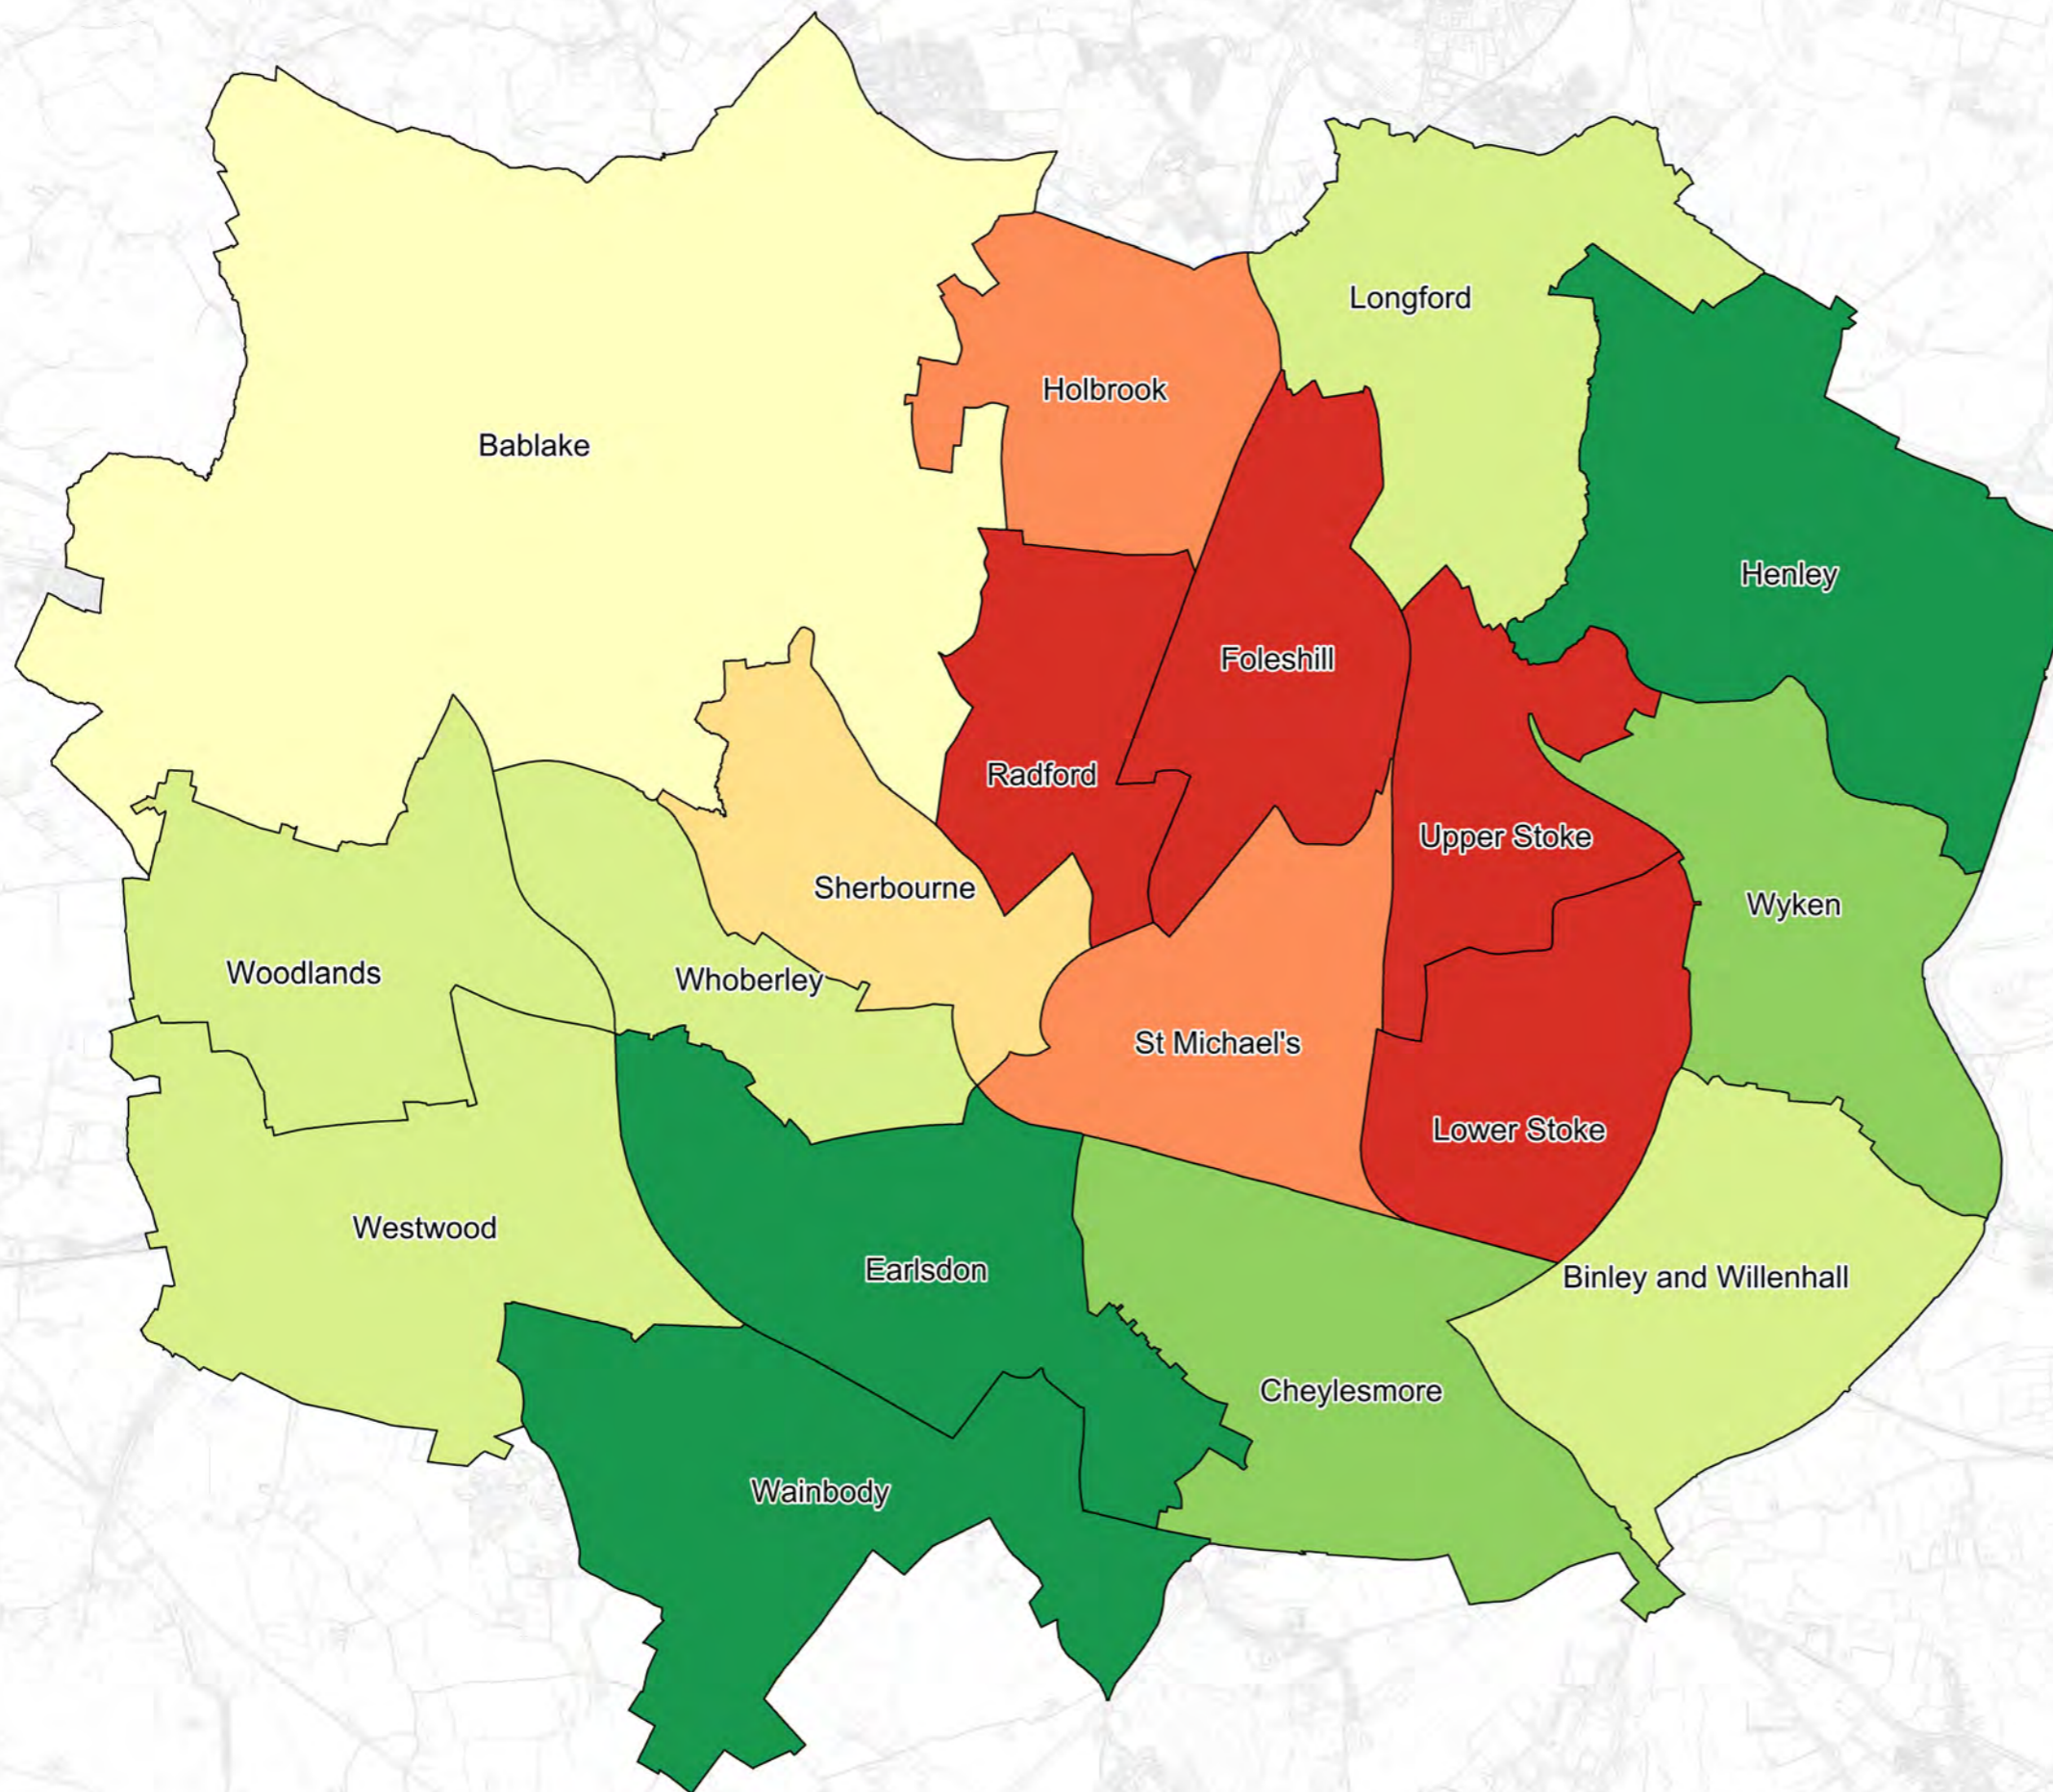 Longford
Holbrook
Bablake
Henley
Foleshill
Radford
Upper Stoke
Sherbourne
Wyken
Woodlands
Whoberley
St Michael's
Lower Stoke
Westwood
Earlsdon
Binley and Willenhall
Cheylesmore
Wainbody